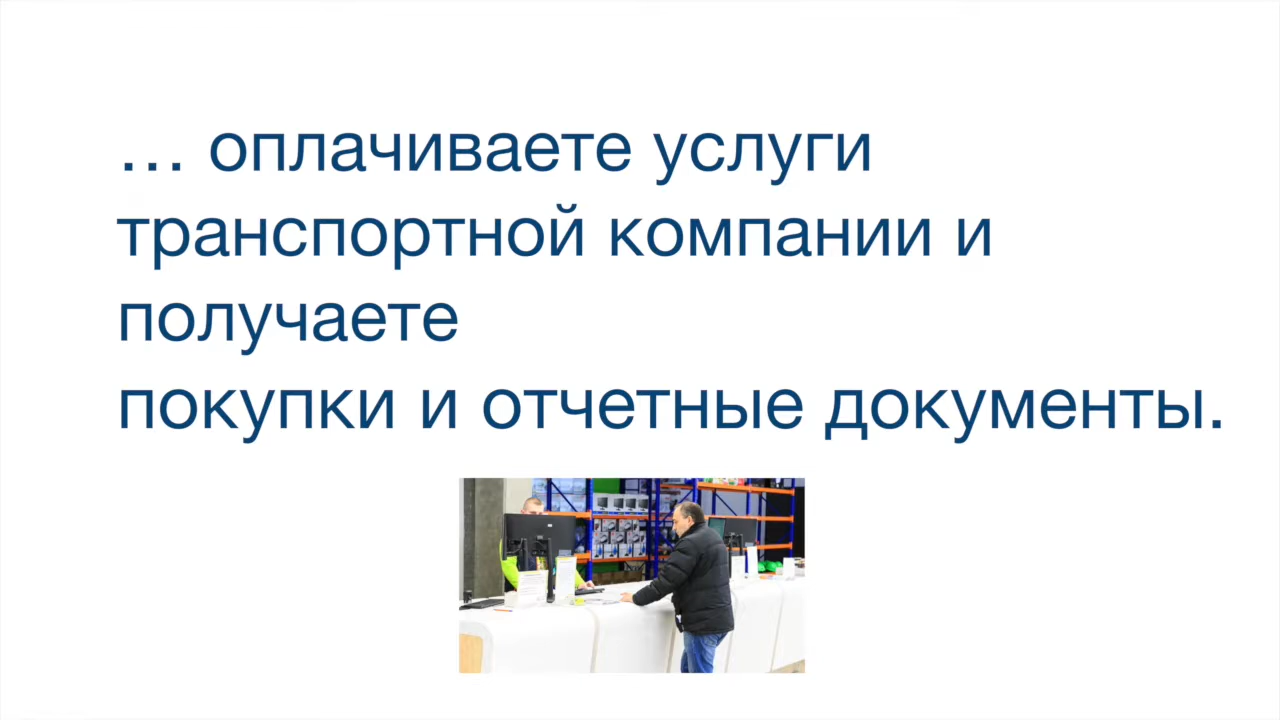 … оплачиваете услуги
транспортной компании и
получаете
покупки и отчетные документы.